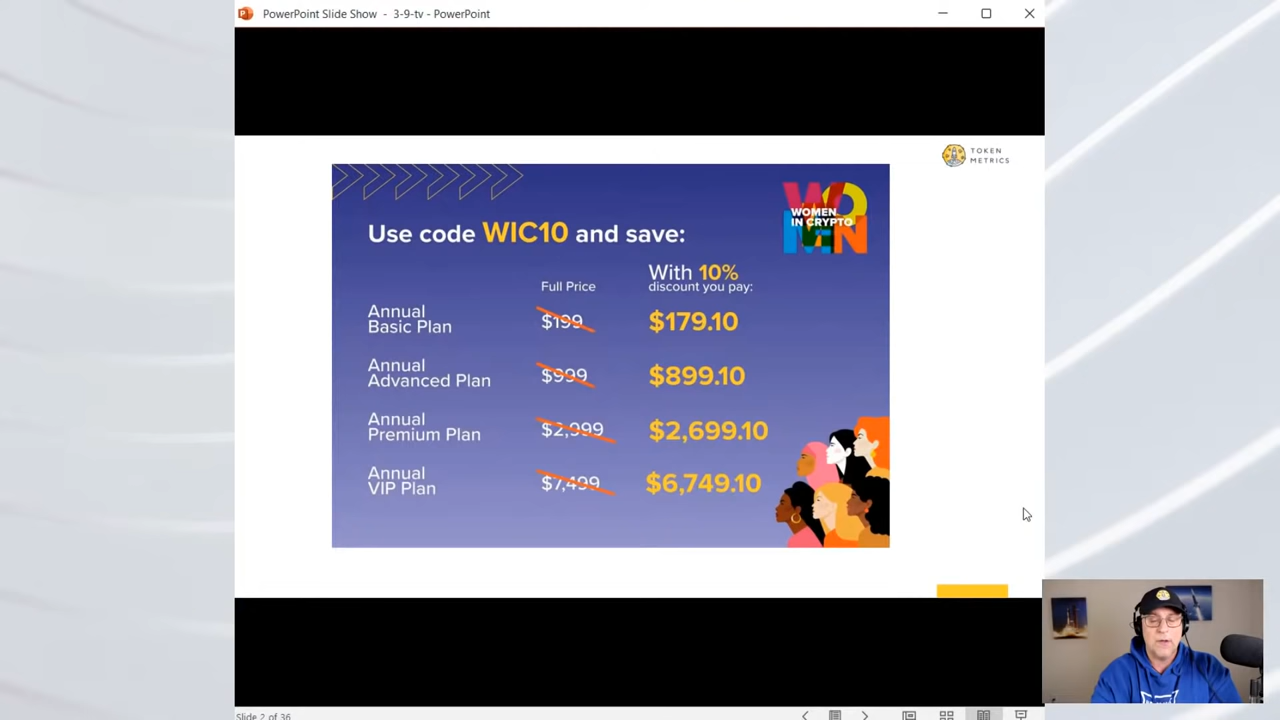 PowerPoint Slide Show - 3-9-tv - PowerPoint
TOKEN
METRICS
WOMEN
WOMEN
IN CRYPTO
Use code WIC10 and save:
Full Price
With 10%
discount you pay:
Annual
Basic Plan
$199
$179.10
Annual
Advanced Plan
$999
$899.10
Annual
Premium Plan
$2,999
$2,699.10
Annual
VIP Plan
$7,499
$6,749.10
Slide 2 of 36